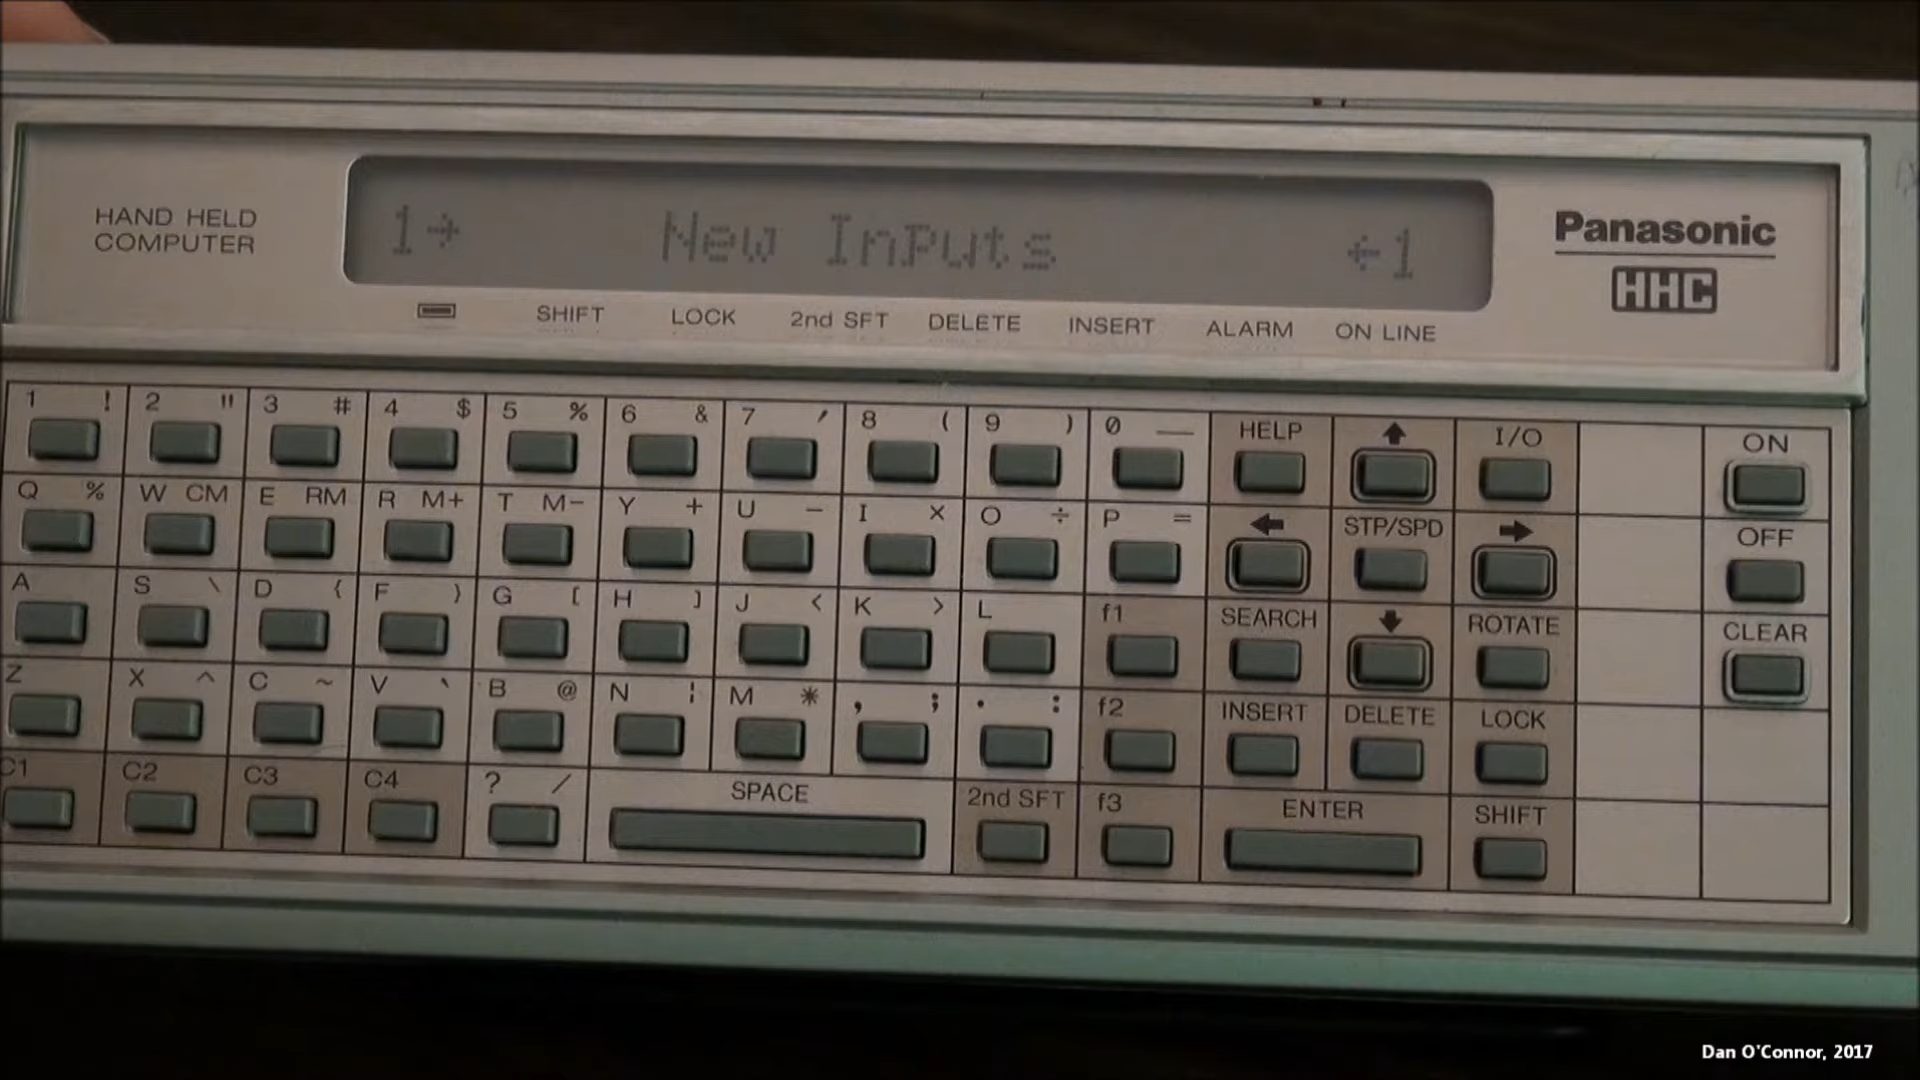 HAND HELD
COMPUTER
1→ New Inputs ←1
Panasonic
HHC
SHIFT LOCK 2nd SFT DELETE INSERT ALARM ON LINE
1 ! 2 " 3 # 4 $ 5 % 6 & 7 ′ 8 ( 9 ) 0 — HELP ↑ I/O ON
Q % W CM E RM R M+ T M− Y + U − I × O ÷ P = ← STP/SPD → OFF
A S \ D { F } G [ H ] J < K > L f1 SEARCH ↓ ROTATE CLEAR
Z X ^ C ~ V ` B @ N ¦ M * , ; . : f2 INSERT DELETE LOCK
C1 C2 C3 C4 ? / SPACE 2nd SFT f3 ENTER SHIFT
Dan O'Connor, 2017